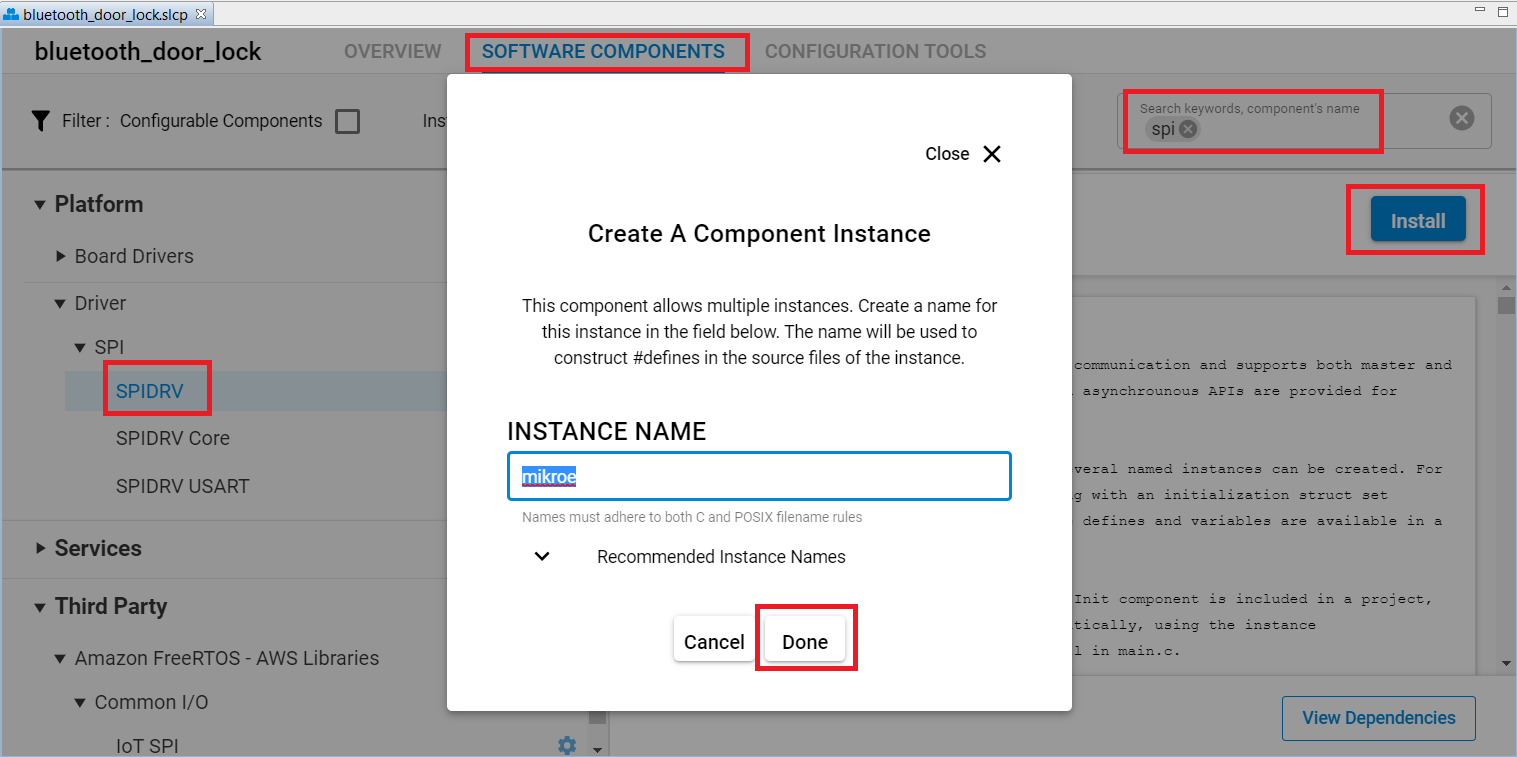 bluetooth_door_lock.slcp
bluetooth_door_lock
OVERVIEW
SOFTWARE COMPONENTS
CONFIGURATION TOOLS
Filter : Configurable Components
Search keywords, component's name
spi
Close
Platform
Board Drivers
Driver
SPI
SPIDRV
SPIDRV Core
SPIDRV USART
Services
Third Party
Amazon FreeRTOS - AWS Libraries
Common I/O
IoT SPI
Create A Component Instance
This component allows multiple instances. Create a name for
this instance in the field below. The name will be used to
construct #defines in the source files of the instance.
INSTANCE NAME
mikroe
Names must adhere to both C and POSIX filename rules
Recommended Instance Names
Cancel
Done
Install
communication and supports both master and
asynchrounous APIs are provided for
named instances can be created. For
with an initialization struct set
defines and variables are available in a
Init component is included in a project,
using the instance
in main.c.
View Dependencies